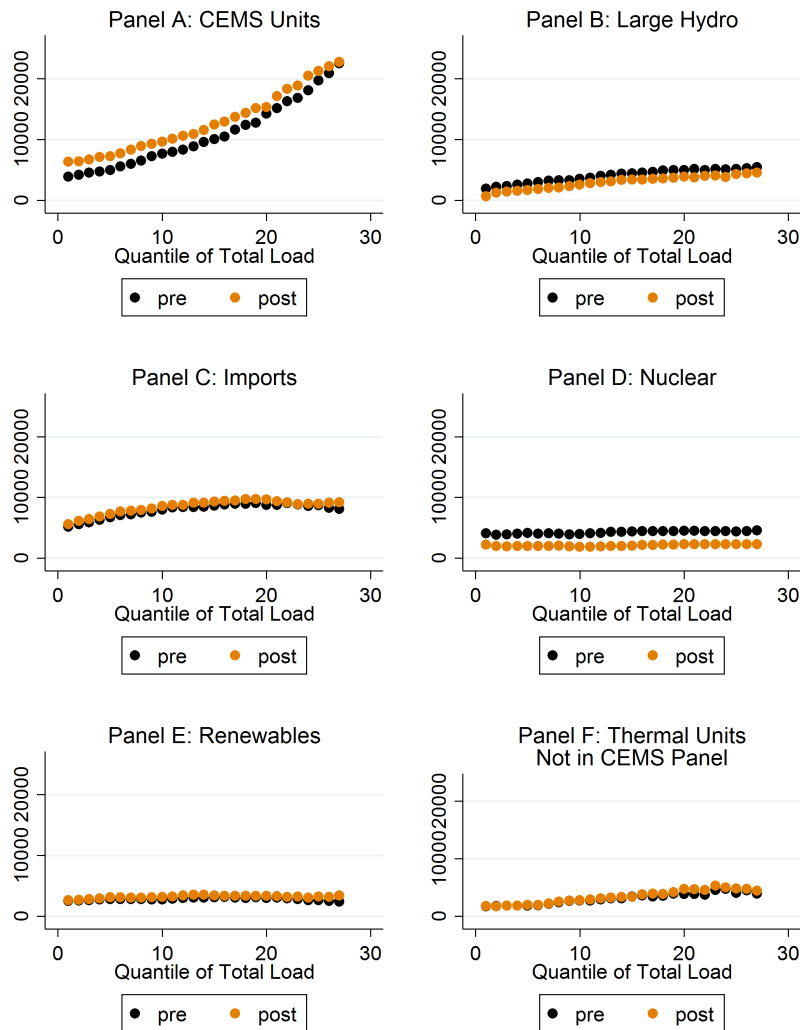 Panel A: CEMS Units
20000
10000
0
0 10 20 30
Quantile of Total Load
pre post
Panel B: Large Hydro
20000
10000
0
0 10 20 30
Quantile of Total Load
pre post
Panel C: Imports
20000
10000
0
0 10 20 30
Quantile of Total Load
pre post
Panel D: Nuclear
20000
10000
0
0 10 20 30
Quantile of Total Load
pre post
Panel E: Renewables
20000
10000
0
0 10 20 30
Quantile of Total Load
pre post
Panel F: Thermal Units
Not in CEMS Panel
20000
10000
0
0 10 20 30
Quantile of Total Load
pre post